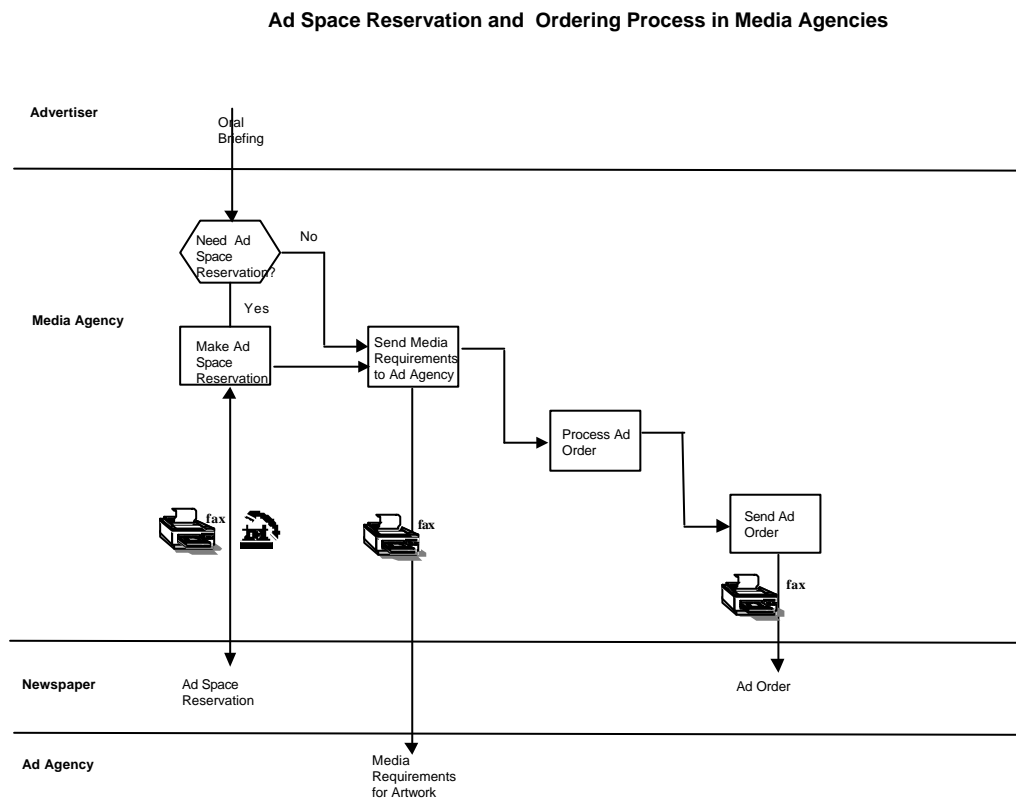 Ad Space Reservation and Ordering Process in Media Agencies
Advertiser
Oral
Briefing
Need Ad
Space
Reservation?
No
Yes
Media Agency
Make Ad
Space
Reservation
Send Media
Requirements
to Ad Agency
Process Ad
Order
Send Ad
Order
fax
fax
fax
Newspaper
Ad Space
Reservation
Ad Order
Ad Agency
Media
Requirements
for Artwork